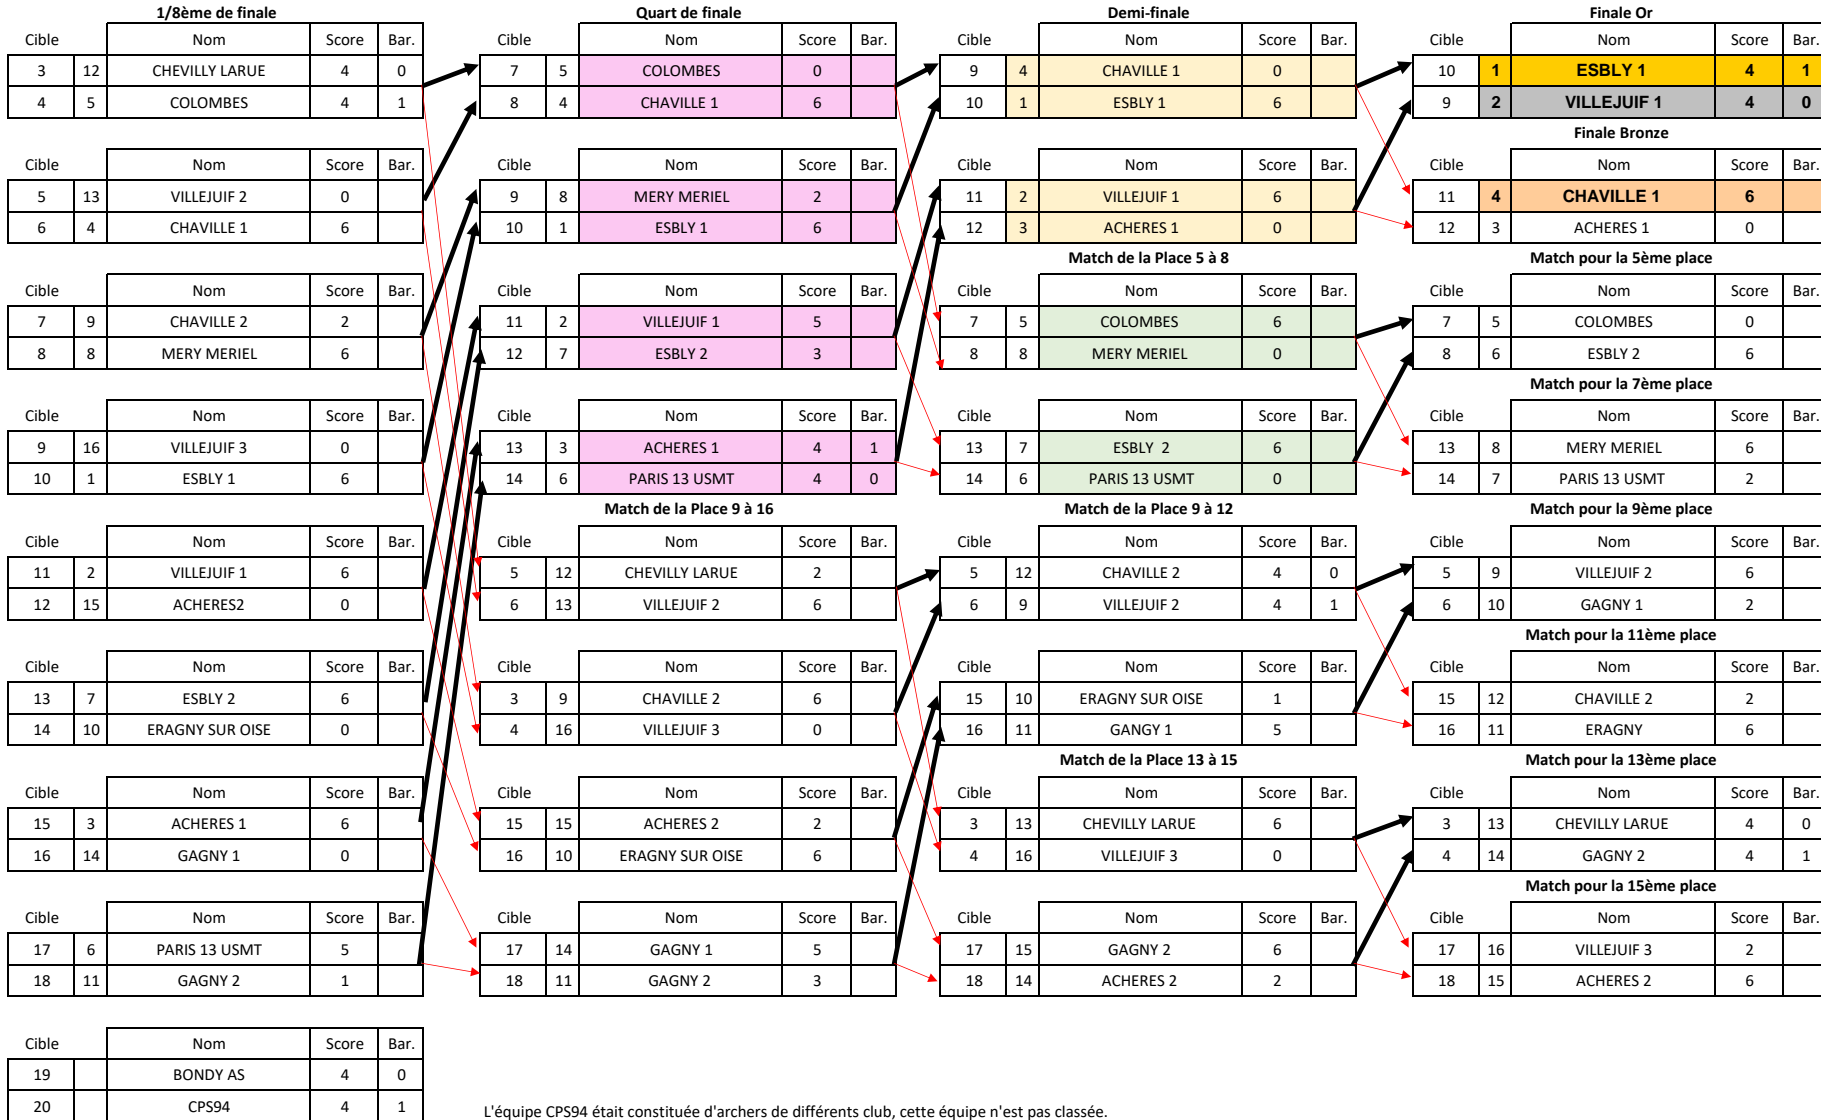 1/8ème de finale Quart de finale Demi-finale Finale Or
Cible Nom Score Bar. Cible Nom Score Bar. Cible Nom Score Bar. Cible Nom Score Bar.
3 12 CHEVILLY LARUE 4 0 7 5 COLOMBES 0 9 4 CHAVILLE 1 0 10 1 ESBLY 1 4 1
4 5 COLOMBES 4 1 8 4 CHAVILLE 1 6 10 1 ESBLY 1 6 9 2 VILLEJUIF 1 4 0
Finale Bronze
Cible Nom Score Bar. Cible Nom Score Bar. Cible Nom Score Bar. Cible Nom Score Bar.
5 13 VILLEJUIF 2 0 9 8 MERY MERIEL 2 11 2 VILLEJUIF 1 6 11 4 CHAVILLE 1 6
6 4 CHAVILLE 1 6 10 1 ESBLY 1 6 12 3 ACHERES 1 0 12 3 ACHERES 1 0
Match de la Place 5 à 8 Match pour la 5ème place
Cible Nom Score Bar. Cible Nom Score Bar. Cible Nom Score Bar. Cible Nom Score Bar.
7 9 CHAVILLE 2 2 11 2 VILLEJUIF 1 5 7 5 COLOMBES 6 7 5 COLOMBES 0
8 8 MERY MERIEL 6 12 7 ESBLY 2 3 8 8 MERY MERIEL 0 8 6 ESBLY 2 6
Match pour la 7ème place
Cible Nom Score Bar. Cible Nom Score Bar. Cible Nom Score Bar. Cible Nom Score Bar.
9 16 VILLEJUIF 3 0 13 3 ACHERES 1 4 1 13 7 ESBLY 2 6 13 8 MERY MERIEL 6
10 1 ESBLY 1 6 14 6 PARIS 13 USMT 4 0 14 6 PARIS 13 USMT 0 14 7 PARIS 13 USMT 2
Match de la Place 9 à 16 Match de la Place 9 à 12 Match pour la 9ème place
Cible Nom Score Bar. Cible Nom Score Bar. Cible Nom Score Bar. Cible Nom Score Bar.
11 2 VILLEJUIF 1 6 5 12 CHEVILLY LARUE 2 5 12 CHAVILLE 2 4 0 5 9 VILLEJUIF 2 6
12 15 ACHERES2 0 6 13 VILLEJUIF 2 6 6 9 VILLEJUIF 2 4 1 6 10 GAGNY 1 2
Match pour la 11ème place
Cible Nom Score Bar. Cible Nom Score Bar. Cible Nom Score Bar. Cible Nom Score Bar.
13 7 ESBLY 2 6 3 9 CHAVILLE 2 6 15 10 ERAGNY SUR OISE 1 15 12 CHAVILLE 2 2
14 10 ERAGNY SUR OISE 0 4 16 VILLEJUIF 3 0 16 11 GANGY 1 5 16 11 ERAGNY 6
Match de la Place 13 à 15 Match pour la 13ème place
Cible Nom Score Bar. Cible Nom Score Bar. Cible Nom Score Bar. Cible Nom Score Bar.
15 3 ACHERES 1 6 15 15 ACHERES 2 2 3 13 CHEVILLY LARUE 6 3 13 CHEVILLY LARUE 4 0
16 14 GAGNY 1 0 16 10 ERAGNY SUR OISE 6 4 16 VILLEJUIF 3 0 4 14 GAGNY 2 4 1
Match pour la 15ème place
Cible Nom Score Bar. Cible Nom Score Bar. Cible Nom Score Bar. Cible Nom Score Bar.
17 6 PARIS 13 USMT 5 17 14 GAGNY 1 5 17 15 GAGNY 2 6 17 16 VILLEJUIF 3 2
18 11 GAGNY 2 1 18 11 GAGNY 2 3 18 14 ACHERES 2 2 18 15 ACHERES 2 6
Cible Nom Score Bar.
19 BONDY AS 4 0
20 CPS94 4 1 L'équipe CPS94 était constituée d'archers de différents club, cette équipe n'est pas classée.